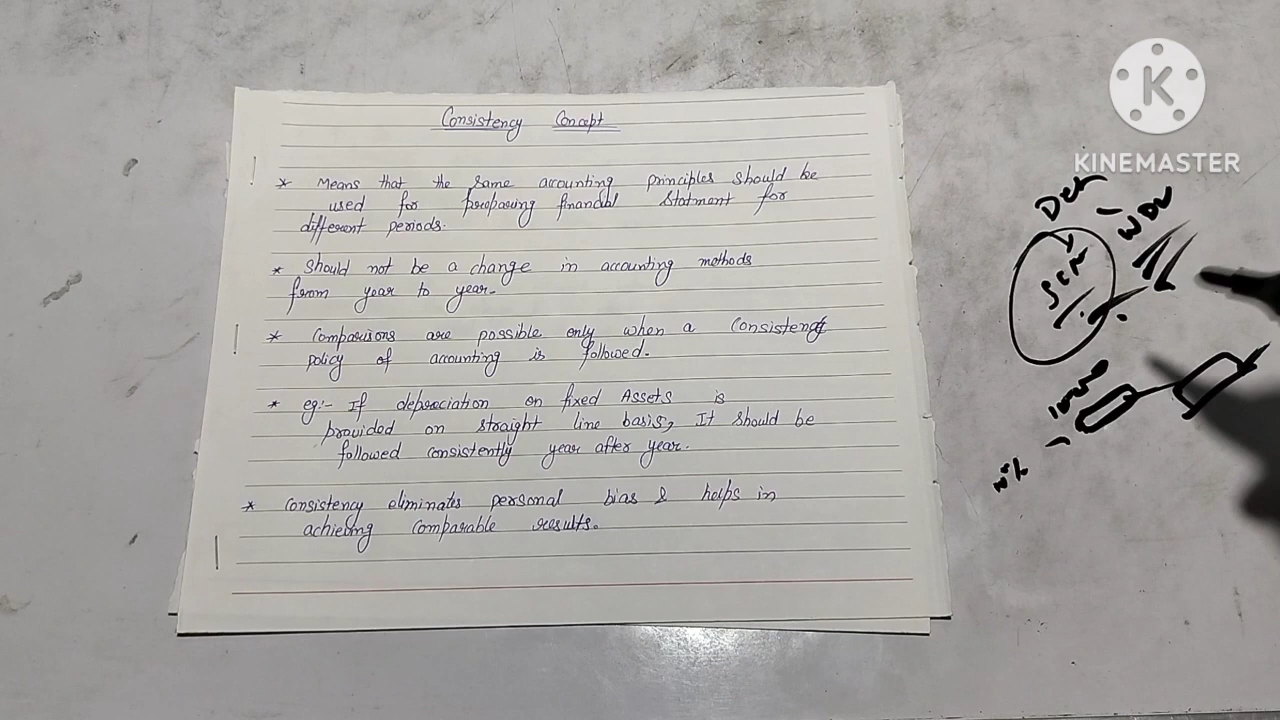 Consistency Concept
* Means that the same accounting principles should be
used for preparing financial statment for
different periods.
* Should not be a change in accounting methods
from year to year.
* Comparisions are possible only when a Consistent
policy of accounting is followed.
* eg:- If depreciation on fixed Assets is
provided on straight line basis, It should be
followed consistently year after year.
* Consistency eliminates personal bias & helps in
achieving comparable results.
K
KINEMASTER
WDV
10%